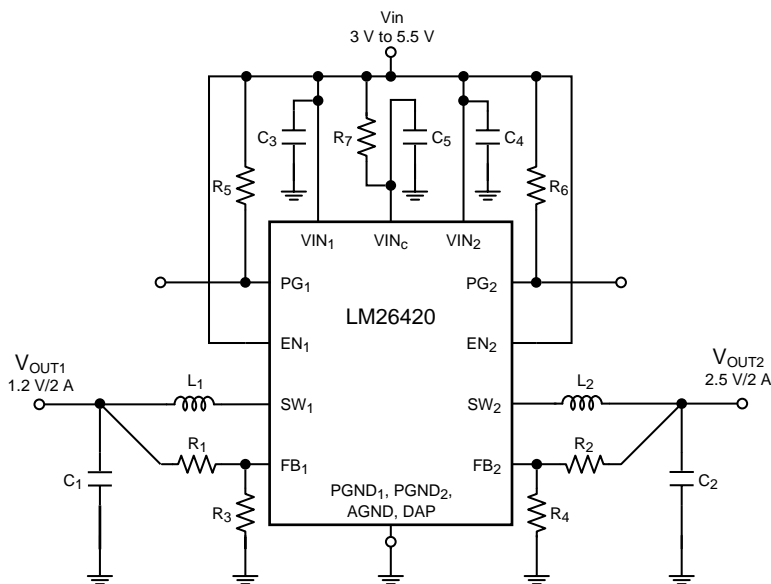 Vin
3 V to 5.5 V
C3
R7
C5
C4
R5
R6
VIN1
VINc
VIN2
PG1
PG2
LM26420
EN1
EN2
VOUT1
1.2 V/2 A
L1
SW1
SW2
L2
VOUT2
2.5 V/2 A
R1
FB1
FB2
R2
C1
R3
PGND1, PGND2,
AGND, DAP
R4
C2